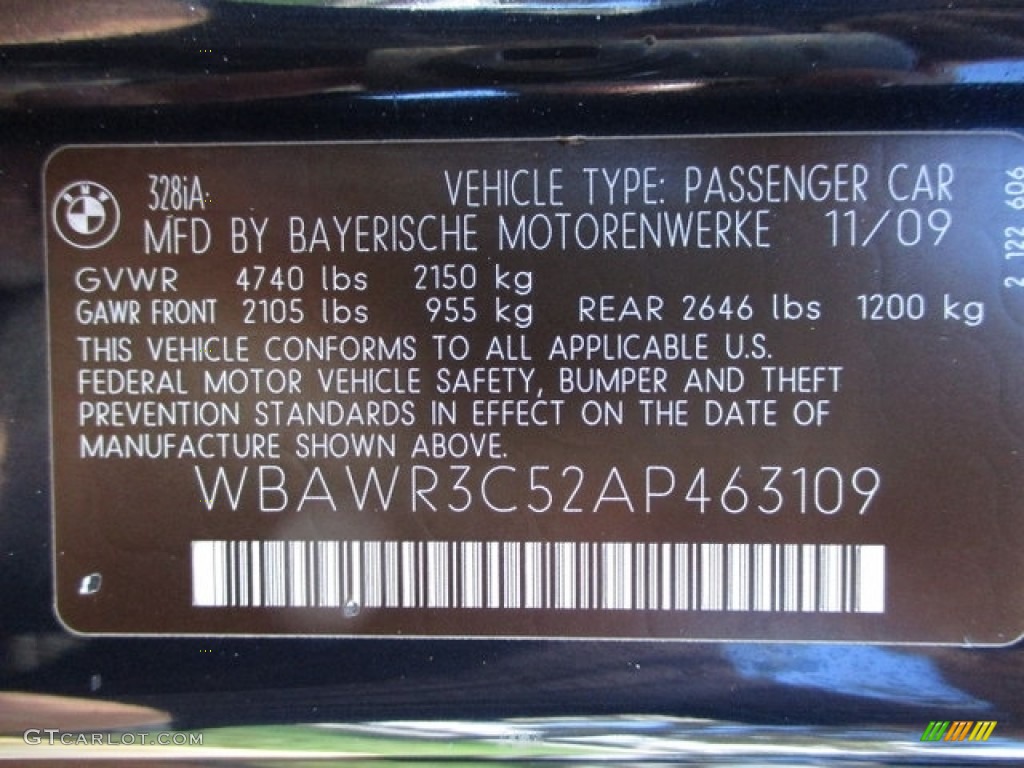 328iA
VEHICLE TYPE: PASSENGER CAR
MFD BY BAYERISCHE MOTORENWERKE 11/09
GVWR 4740 lbs 2150 kg
GAWR FRONT 2105 lbs 955 kg REAR 2646 lbs 1200 kg
THIS VEHICLE CONFORMS TO ALL APPLICABLE U.S.
FEDERAL MOTOR VEHICLE SAFETY, BUMPER AND THEFT
PREVENTION STANDARDS IN EFFECT ON THE DATE OF
MANUFACTURE SHOWN ABOVE.
WBAWR3C52AP463109
2 122 606
GTCARLOT.COM